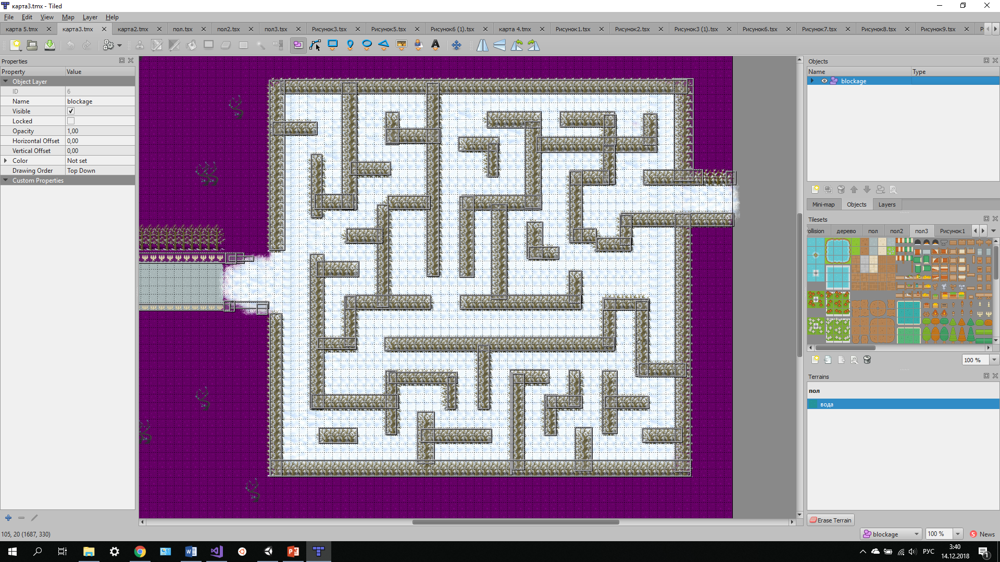 карта3.tmx - Tiled
File Edit View Map Layer Help
карта 5.tmx карта3.tmx карта2.tmx пол.tsx пол2.tsx пол3.tsx Рисунок3.tsx Рисунок5.tsx Рисунок6 (1).tsx карта 4.tmx Рисунок1.tsx Рисунок2.tsx Рисунок3 (1).tsx Рисунок6.tsx Рисунок7.tsx Рисунок8.tsx Рисунок9.tsx
Properties
Property Value
Object Layer
ID 6
Name blockage
Visible
Locked
Opacity 1,00
Horizontal Offset 0,00
Vertical Offset 0,00
Color Not set
Drawing Order Top Down
Custom Properties
105, 20 (1687, 330)
Objects
Name Type
blockage
Mini-map Objects Layers
Tilesets
ollision дерево пол пол2 пол3 Рисунок1
100 %
Terrains
пол
вода
Erase Terrain
blockage 100 % 5 News
РУС
3:40
14.12.2018
1